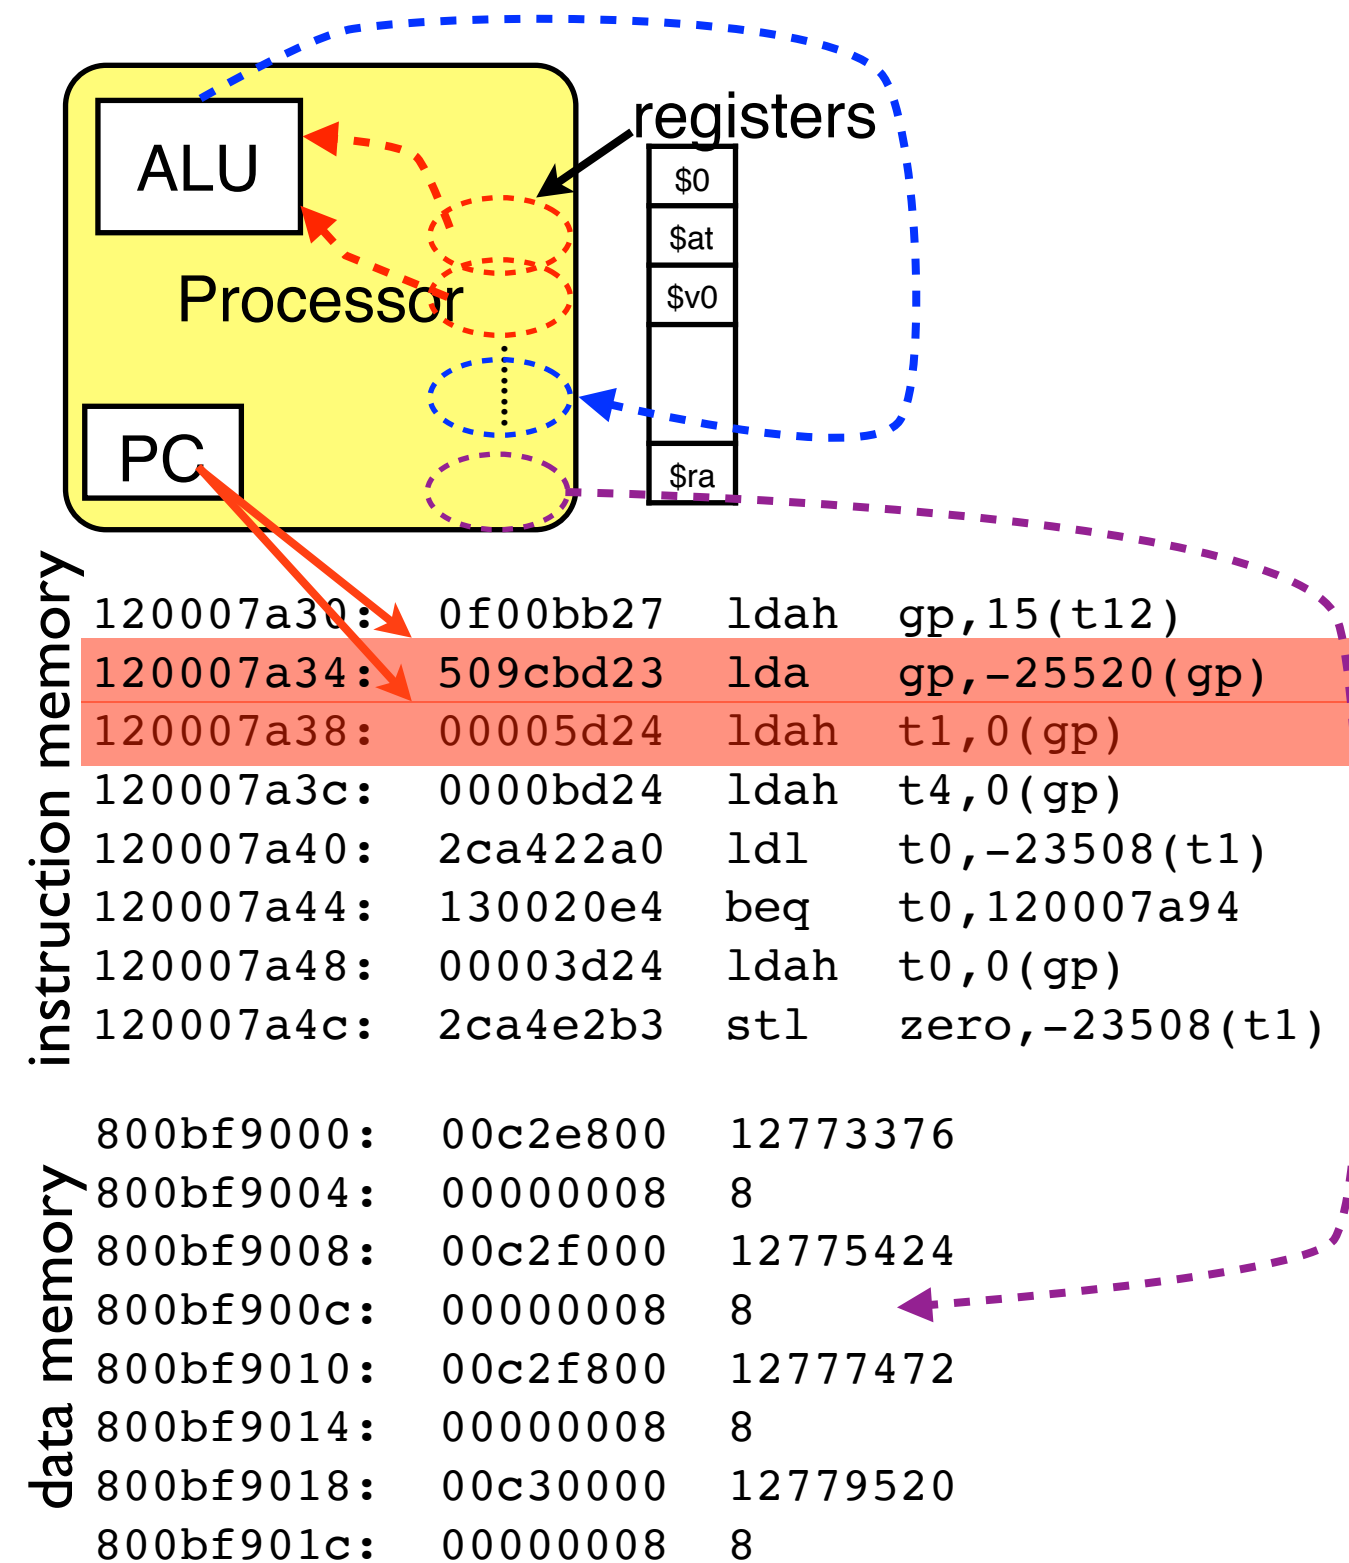 registers
ALU
$0
$at
$v0
Processor
PC
$ra
instruction memory
120007a30: 0f00bb27 ldah gp,15(t12)
120007a34: 509cbd23 lda gp,-25520(gp)
120007a38: 00005d24 ldah t1,0(gp)
120007a3c: 0000bd24 ldah t4,0(gp)
120007a40: 2ca422a0 ldl t0,-23508(t1)
120007a44: 130020e4 beq t0,120007a94
120007a48: 00003d24 ldah t0,0(gp)
120007a4c: 2ca4e2b3 stl zero,-23508(t1)
data memory
800bf9000: 00c2e800 12773376
800bf9004: 00000008 8
800bf9008: 00c2f000 12775424
800bf900c: 00000008 8
800bf9010: 00c2f800 12777472
800bf9014: 00000008 8
800bf9018: 00c30000 12779520
800bf901c: 00000008 8